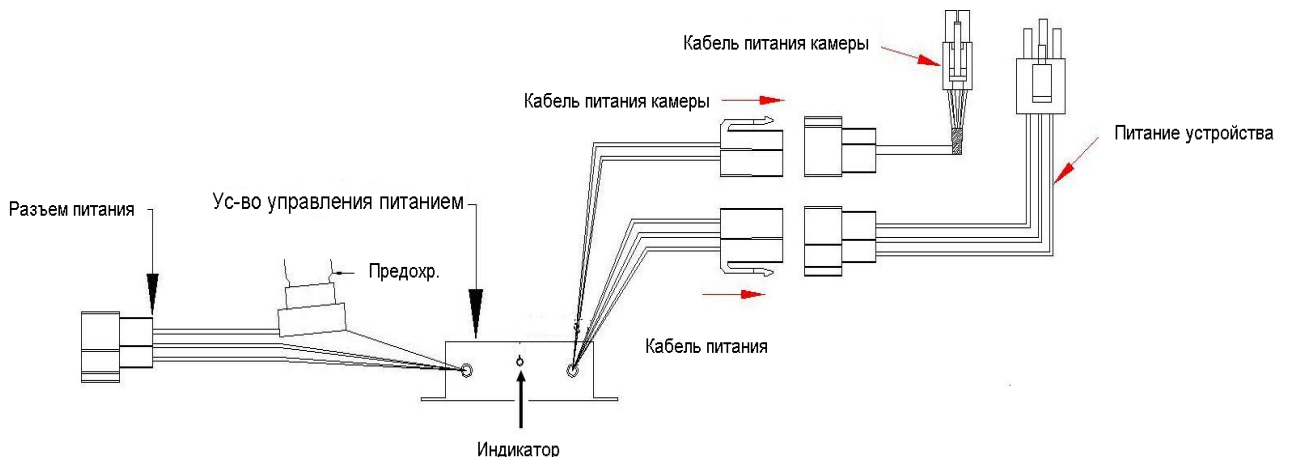 Кабель питания камеры
Кабель питания камеры
Питание устройства
Ус-во управления питанием
Разъем питания
Предохр.
Кабель питания
Индикатор